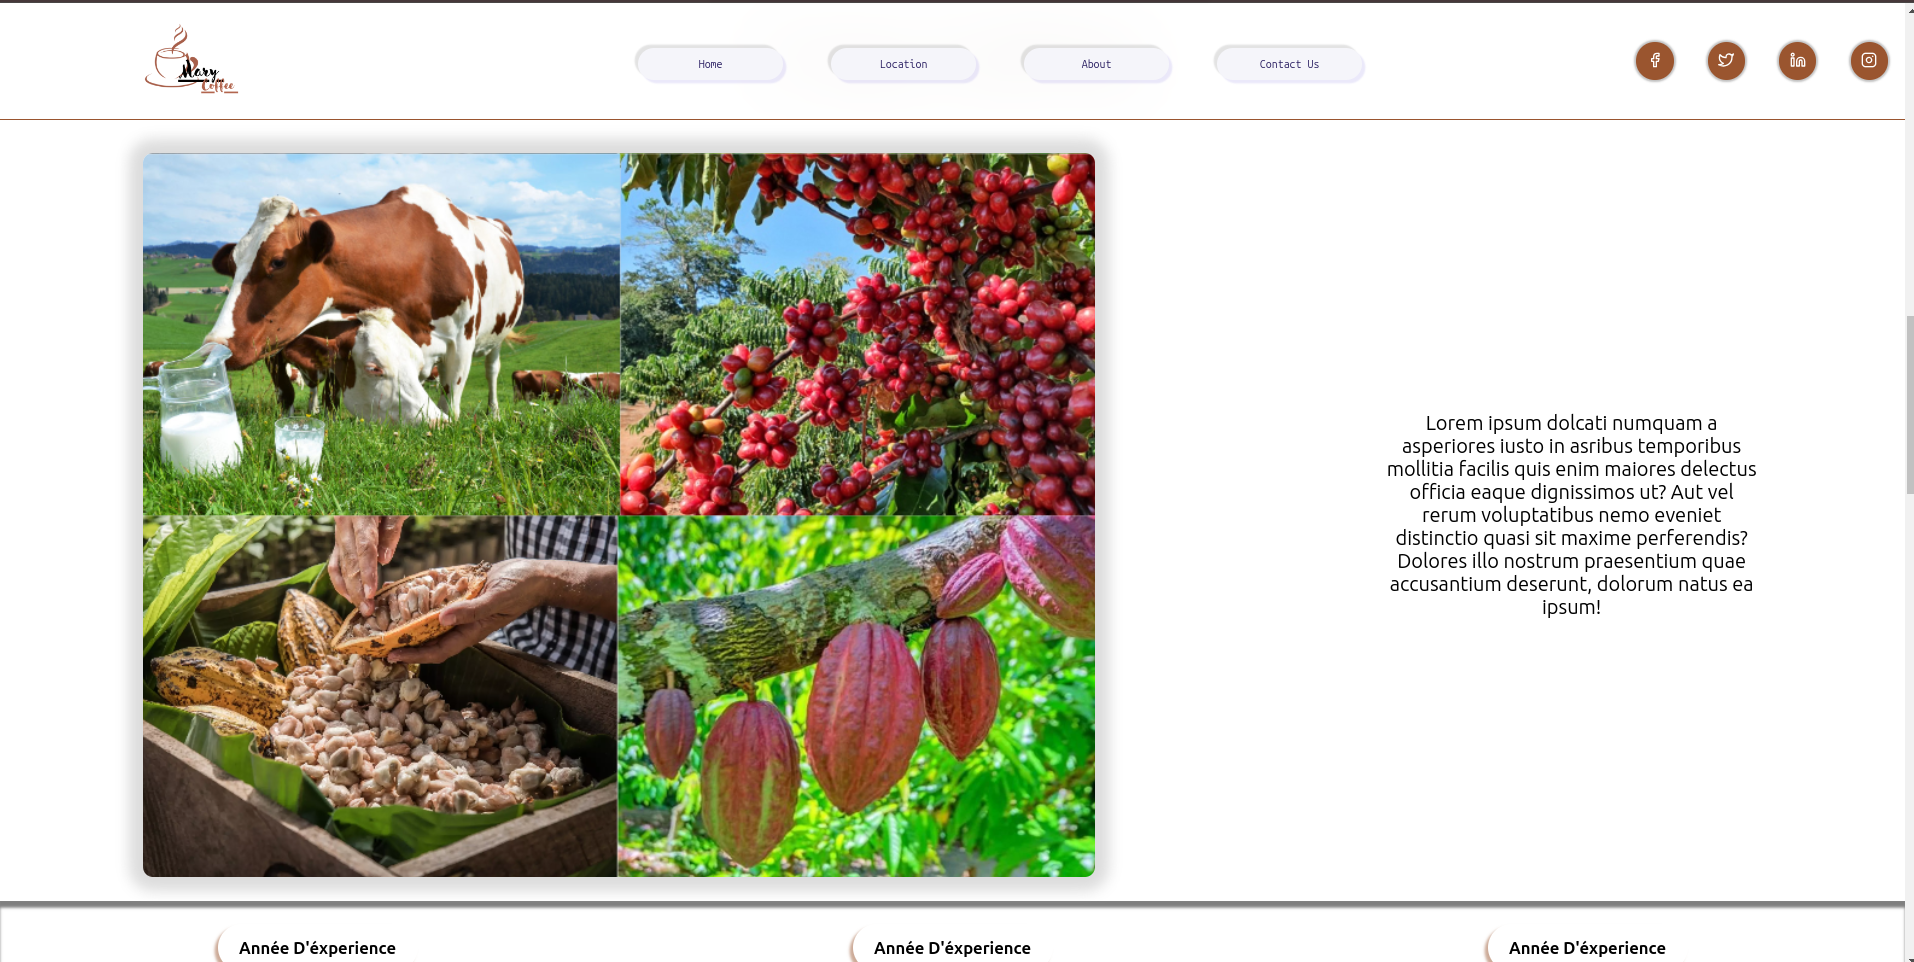 Mary
Coffee
Home
Location
About
Contact Us
Lorem ipsum dolcati numquam a
asperiores iusto in asribus temporibus
mollitia facilis quis enim maiores delectus
officia eaque dignissimos ut? Aut vel
rerum voluptatibus nemo eveniet
distinctio quasi sit maxime perferendis?
Dolores illo nostrum praesentium quae
accusantium deserunt, dolorum natus ea
ipsum!
Année D'éxperience
Année D'éxperience
Année D'éxperience